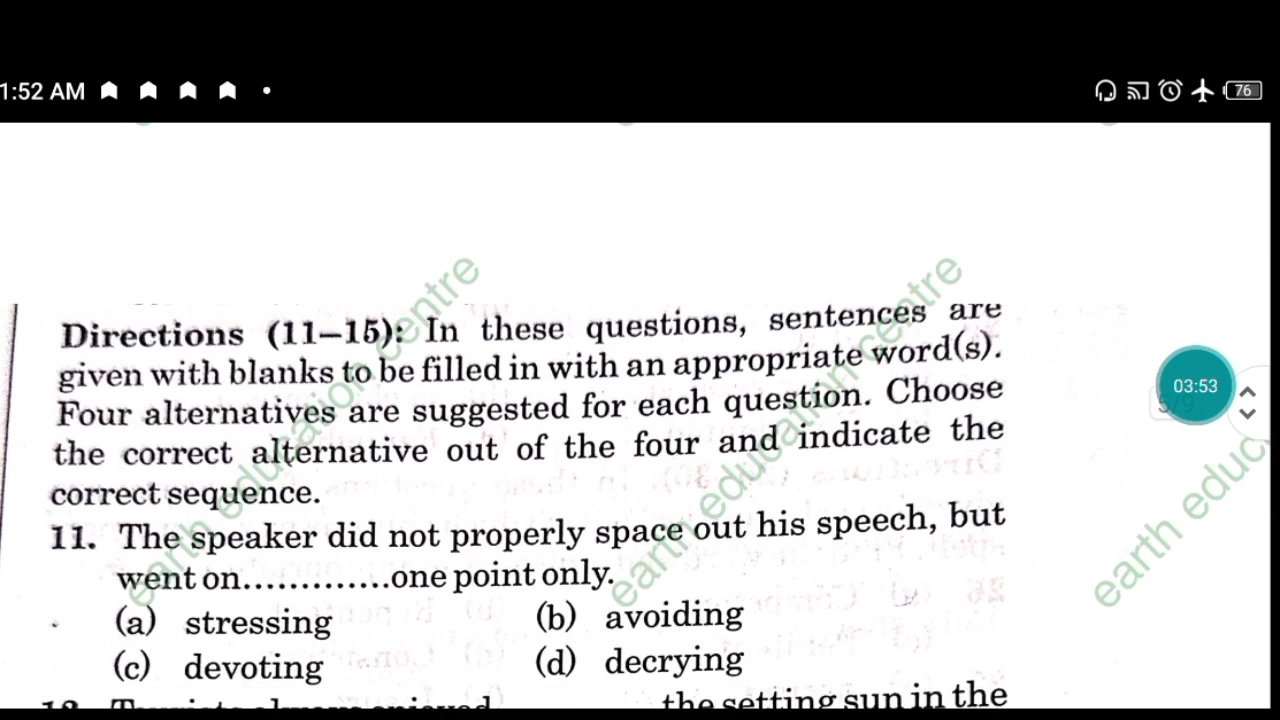 1:52 AM
76
earth education centre
earth education centre
Directions (11–15): In these questions, sentences are
given with blanks to be filled in with an appropriate word(s).
Four alternatives are suggested for each question. Choose
the correct alternative out of the four and indicate the
correct sequence.
03:53
earth educ
11. The speaker did not properly space out his speech, but
went on.............one point only.
(a) stressing (b) avoiding
(c) devoting (d) decrying
the setting sun in the